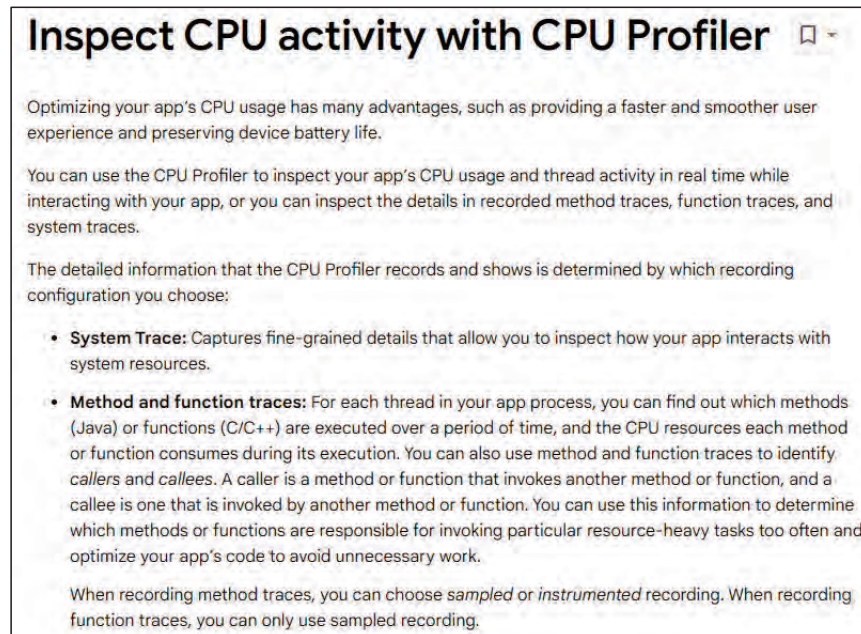 Inspect CPU activity with CPU Profiler
Optimizing your app's CPU usage has many advantages, such as providing a faster and smoother user
experience and preserving device battery life.
You can use the CPU Profiler to inspect your app's CPU usage and thread activity in real time while
interacting with your app, or you can inspect the details in recorded method traces, function traces, and
system traces.
The detailed information that the CPU Profiler records and shows is determined by which recording
configuration you choose:
• System Trace: Captures fine-grained details that allow you to inspect how your app interacts with
system resources.
• Method and function traces: For each thread in your app process, you can find out which methods
(Java) or functions (C/C++) are executed over a period of time, and the CPU resources each method
or function consumes during its execution. You can also use method and function traces to identify
callers and callees. A caller is a method or function that invokes another method or function, and a
callee is one that is invoked by another method or function. You can use this information to determine
which methods or functions are responsible for invoking particular resource-heavy tasks too often and
optimize your app's code to avoid unnecessary work.
When recording method traces, you can choose sampled or instrumented recording. When recording
function traces, you can only use sampled recording.